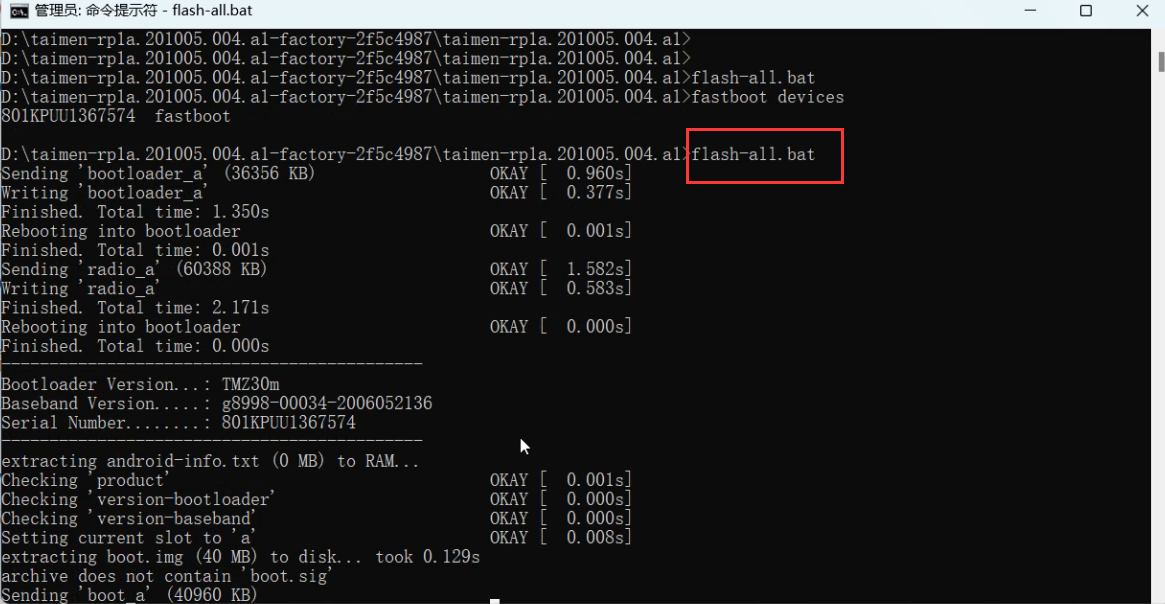 管理员: 命令提示符 - flash-all.bat
D:\taimen-rp1a.201005.004.a1-factory-2f5c4987\taimen-rp1a.201005.004.a1>
D:\taimen-rp1a.201005.004.a1-factory-2f5c4987\taimen-rp1a.201005.004.a1>
D:\taimen-rp1a.201005.004.a1-factory-2f5c4987\taimen-rp1a.201005.004.a1>flash-all.bat
D:\taimen-rp1a.201005.004.a1-factory-2f5c4987\taimen-rp1a.201005.004.a1>fastboot devices
801KPUU1367574  fastboot
D:\taimen-rp1a.201005.004.a1-factory-2f5c4987\taimen-rp1a.201005.004.a1>flash-all.bat
Sending 'bootloader_a' (36356 KB) OKAY [  0.960s]
Writing 'bootloader_a' OKAY [  0.377s]
Finished. Total time: 1.350s
Rebooting into bootloader OKAY [  0.001s]
Finished. Total time: 0.001s
Sending 'radio_a' (60388 KB) OKAY [  1.582s]
Writing 'radio_a' OKAY [  0.583s]
Finished. Total time: 2.171s
Rebooting into bootloader OKAY [  0.000s]
Finished. Total time: 0.000s
--------------------------------------------
Bootloader Version...: TMZ30m
Baseband Version.....: g8998-00034-2006052136
Serial Number........: 801KPUU1367574
--------------------------------------------
extracting android-info.txt (0 MB) to RAM...
Checking 'product' OKAY [  0.001s]
Checking 'version-bootloader' OKAY [  0.000s]
Checking 'version-baseband' OKAY [  0.000s]
Setting current slot to 'a' OKAY [  0.008s]
extracting boot.img (40 MB) to disk... took 0.129s
archive does not contain 'boot.sig'
Sending 'boot_a' (40960 KB)